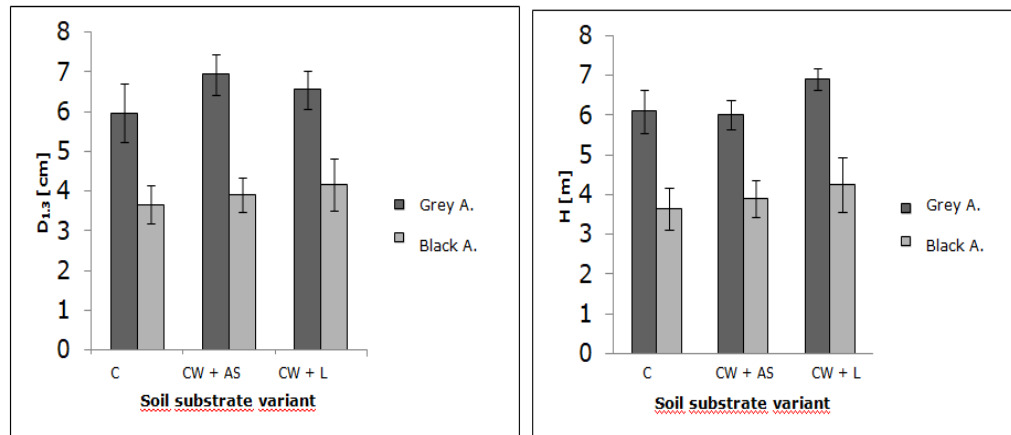 8
7
6
5
4
3
2
1
0
D1.3 [cm]
C CW + AS CW + L
Soil substrate variant
Grey A.
Black A.
8
7
6
5
4
3
2
1
0
H [m]
C CW + AS CW + L
Soil substrate variant
Grey A.
Black A.